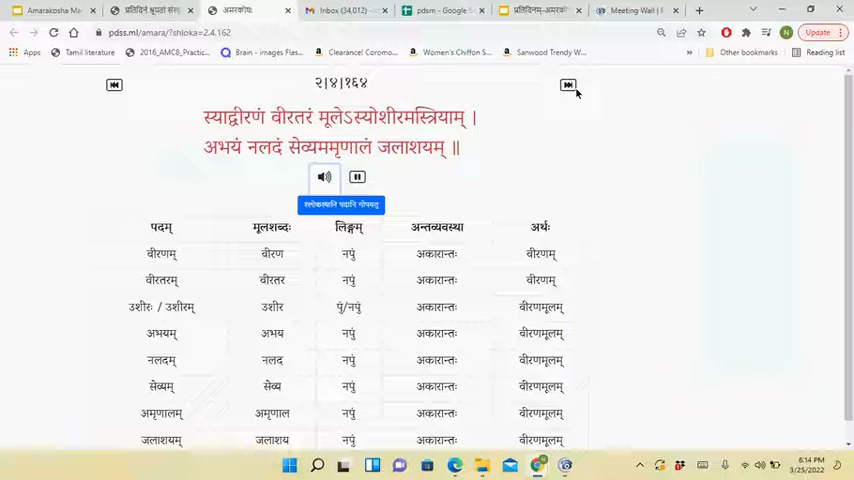 Amarakosha Ma
प्रतिदिनं श्रूयतां संस्
अमरकोषः
Inbox (34,012) -
pdsm - Google S
प्रतिदिनम्-अमरको
Meeting Wall | F
pdss.ml/amara/?shloka=2.4.162
Update
Apps
Tamil literature
2016_AMC8_Practic...
Brain - images Flas...
Clearance! Coromo...
Women's Chiffon S...
Sanwood Trendy W...
»
Other bookmarks
Reading list
२|४|१६४
स्याद्वीरणं वीरतरं मूलेऽस्योशीरमस्त्रियाम् ।
अभयं नलदं सेव्यममृणालं जलाशयम् ॥
श्लोकस्थानि पदानि गोपयतु
पदम् मूलशब्दः लिङ्गम् अन्तव्यवस्था अर्थः
वीरणम् वीरण नपुं अकारान्तः वीरणम्
वीरतरम् वीरतर नपुं अकारान्तः वीरणम्
उशीरः / उशीरम् उशीर पुं/नपुं अकारान्तः वीरणमूलम्
अभयम् अभय नपुं अकारान्तः वीरणमूलम्
नलदम् नलद नपुं अकारान्तः वीरणमूलम्
सेव्यम् सेव्य नपुं अकारान्तः वीरणमूलम्
अमृणालम् अमृणाल नपुं अकारान्तः वीरणमूलम्
जलाशयम् जलाशय नपुं अकारान्तः वीरणमूलम्
6:14 PM
3/25/2022